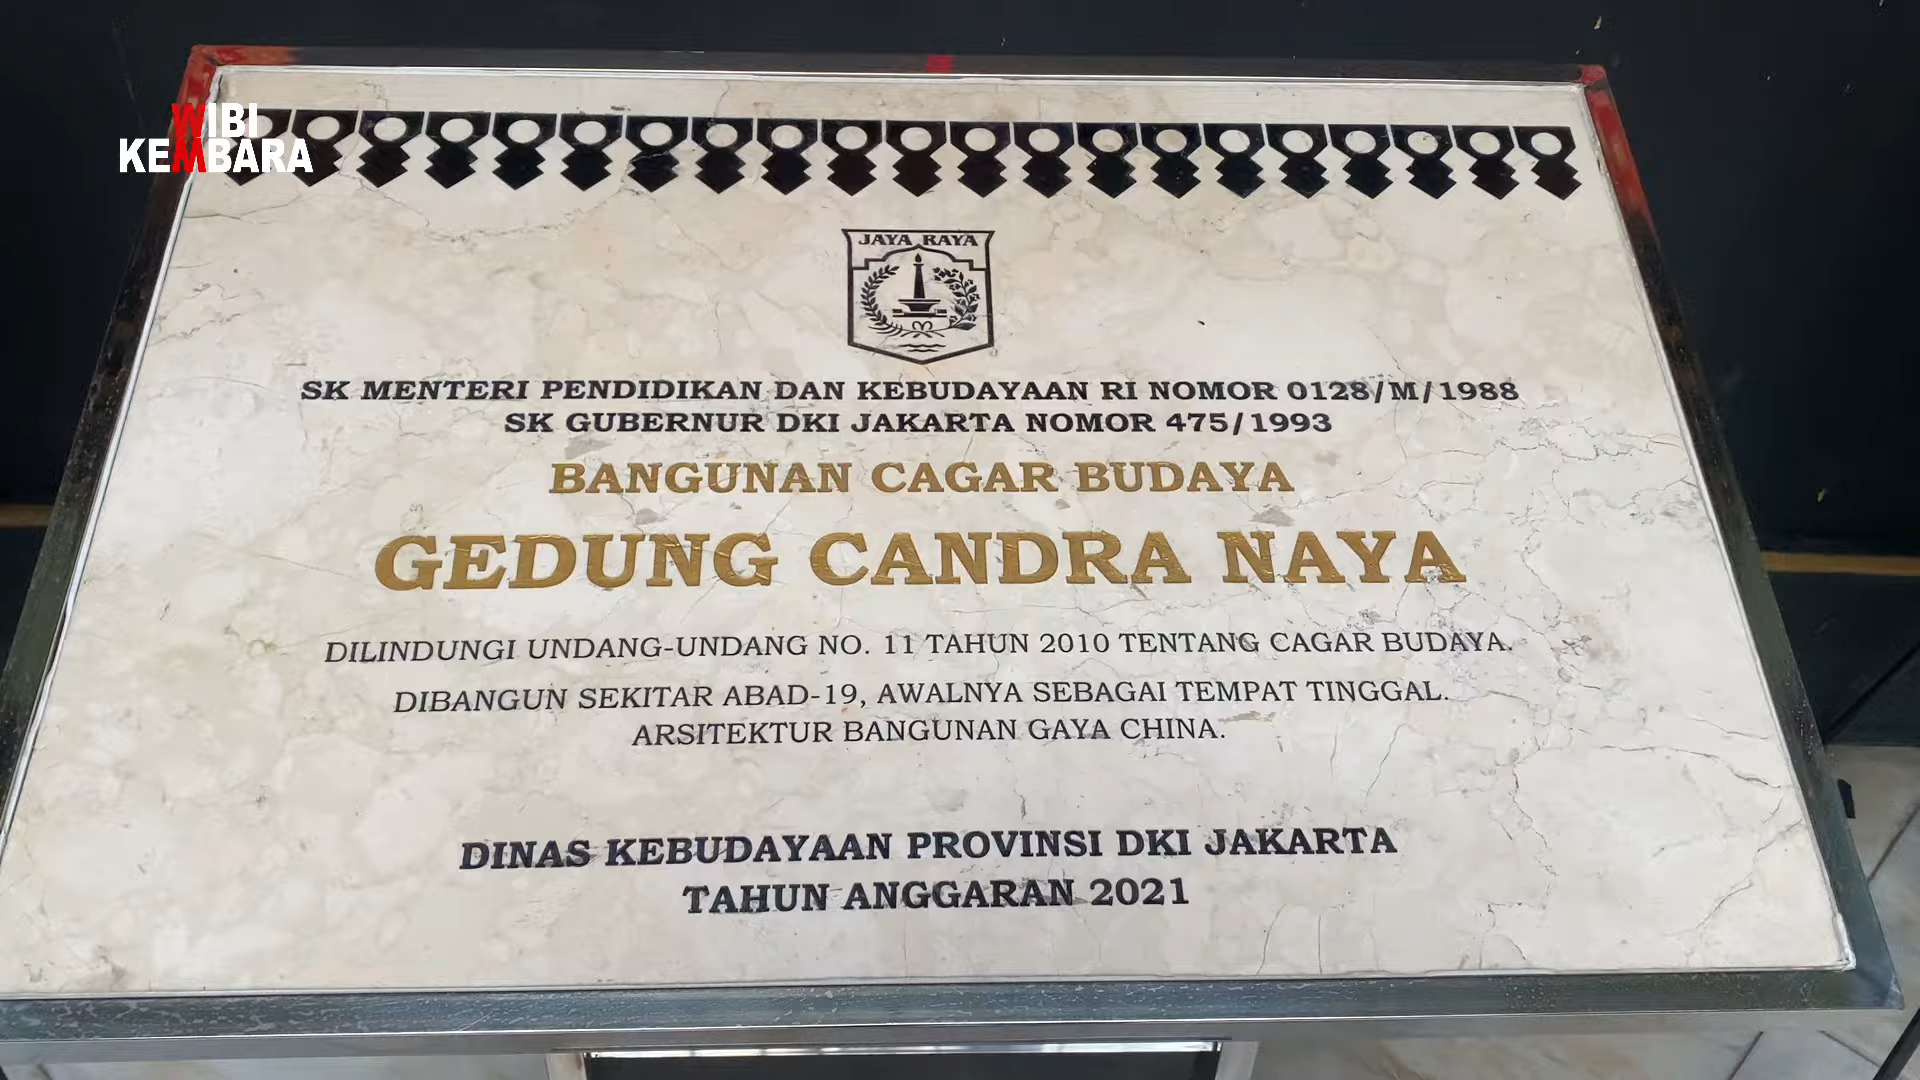 WIBI
KEMBARA
JAYA RAYA
SK MENTERI PENDIDIKAN DAN KEBUDAYAAN RI NOMOR 0128/M/1988
SK GUBERNUR DKI JAKARTA NOMOR 475/1993
BANGUNAN CAGAR BUDAYA
GEDUNG CANDRA NAYA
DILINDUNGI UNDANG-UNDANG NO. 11 TAHUN 2010 TENTANG CAGAR BUDAYA.
DIBANGUN SEKITAR ABAD-19, AWALNYA SEBAGAI TEMPAT TINGGAL.
ARSITEKTUR BANGUNAN GAYA CHINA.
DINAS KEBUDAYAAN PROVINSI DKI JAKARTA
TAHUN ANGGARAN 2021